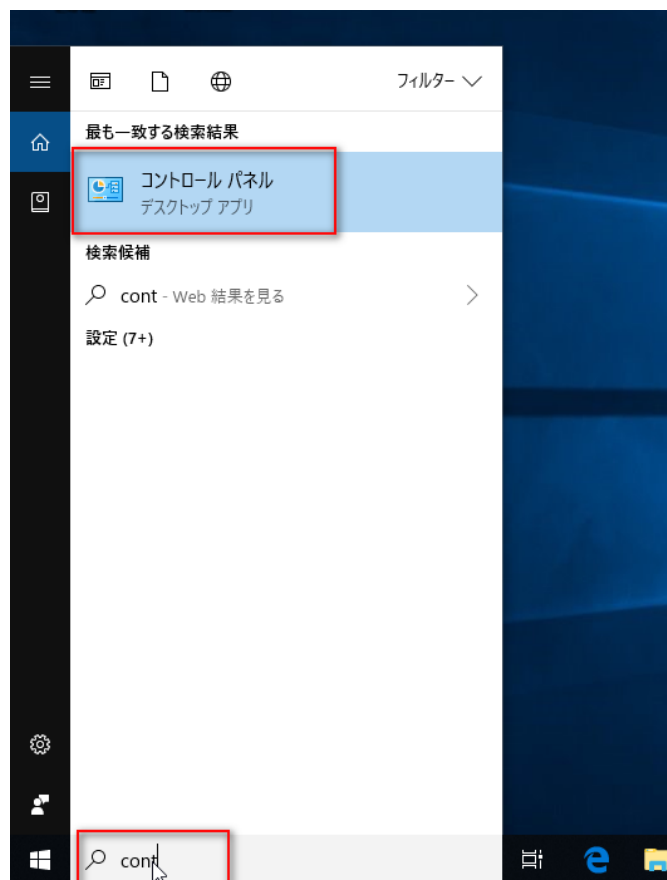 フィルター
最も一致する検索結果
コントロール パネル
デスクトップ アプリ
検索候補
cont - Web 結果を見る
設定 (7+)
cont